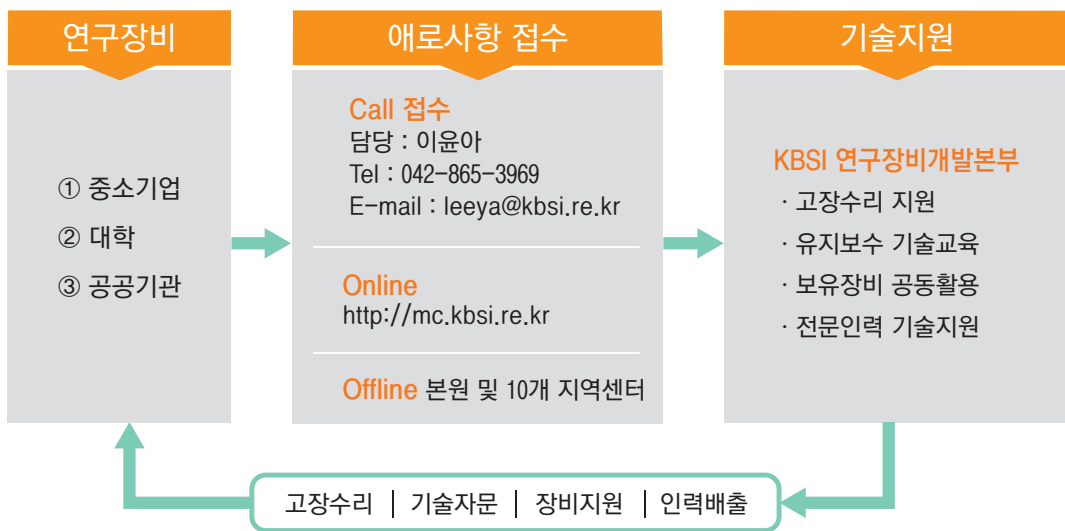 연구장비
① 중소기업
② 대학
③ 공공기관
애로사항 접수
Call 접수
담당 : 이윤아
Tel : 042-865-3969
E-mail : leeya@kbsi.re.kr
Online
http://mc.kbsi.re.kr
Offline 본원 및 10개 지역센터
기술지원
KBSI 연구장비개발본부
· 고장수리 지원
· 유지보수 기술교육
· 보유장비 공동활용
· 전문인력 기술지원
고장수리 | 기술자문 | 장비지원 | 인력배출